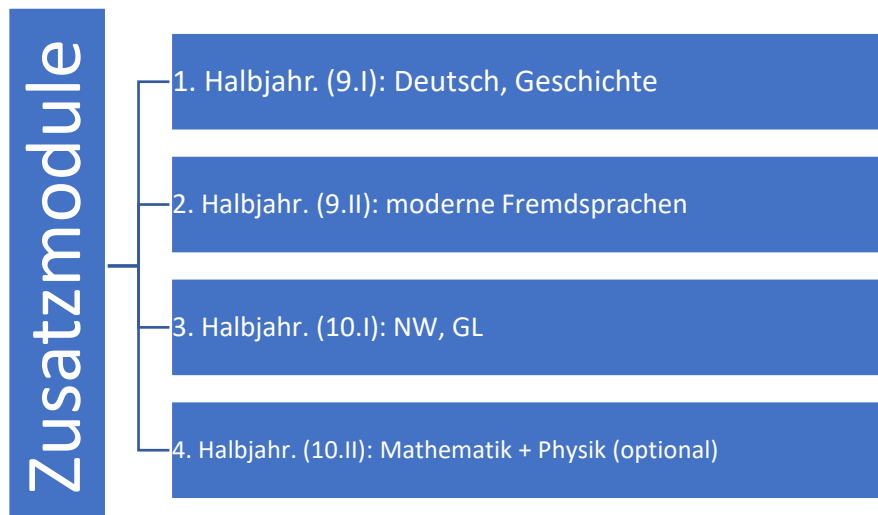 Zusatzmodule
1. Halbjahr. (9.I): Deutsch, Geschichte
2. Halbjahr. (9.II): moderne Fremdsprachen
3. Halbjahr. (10.I): NW, GL
4. Halbjahr. (10.II): Mathematik + Physik (optional)